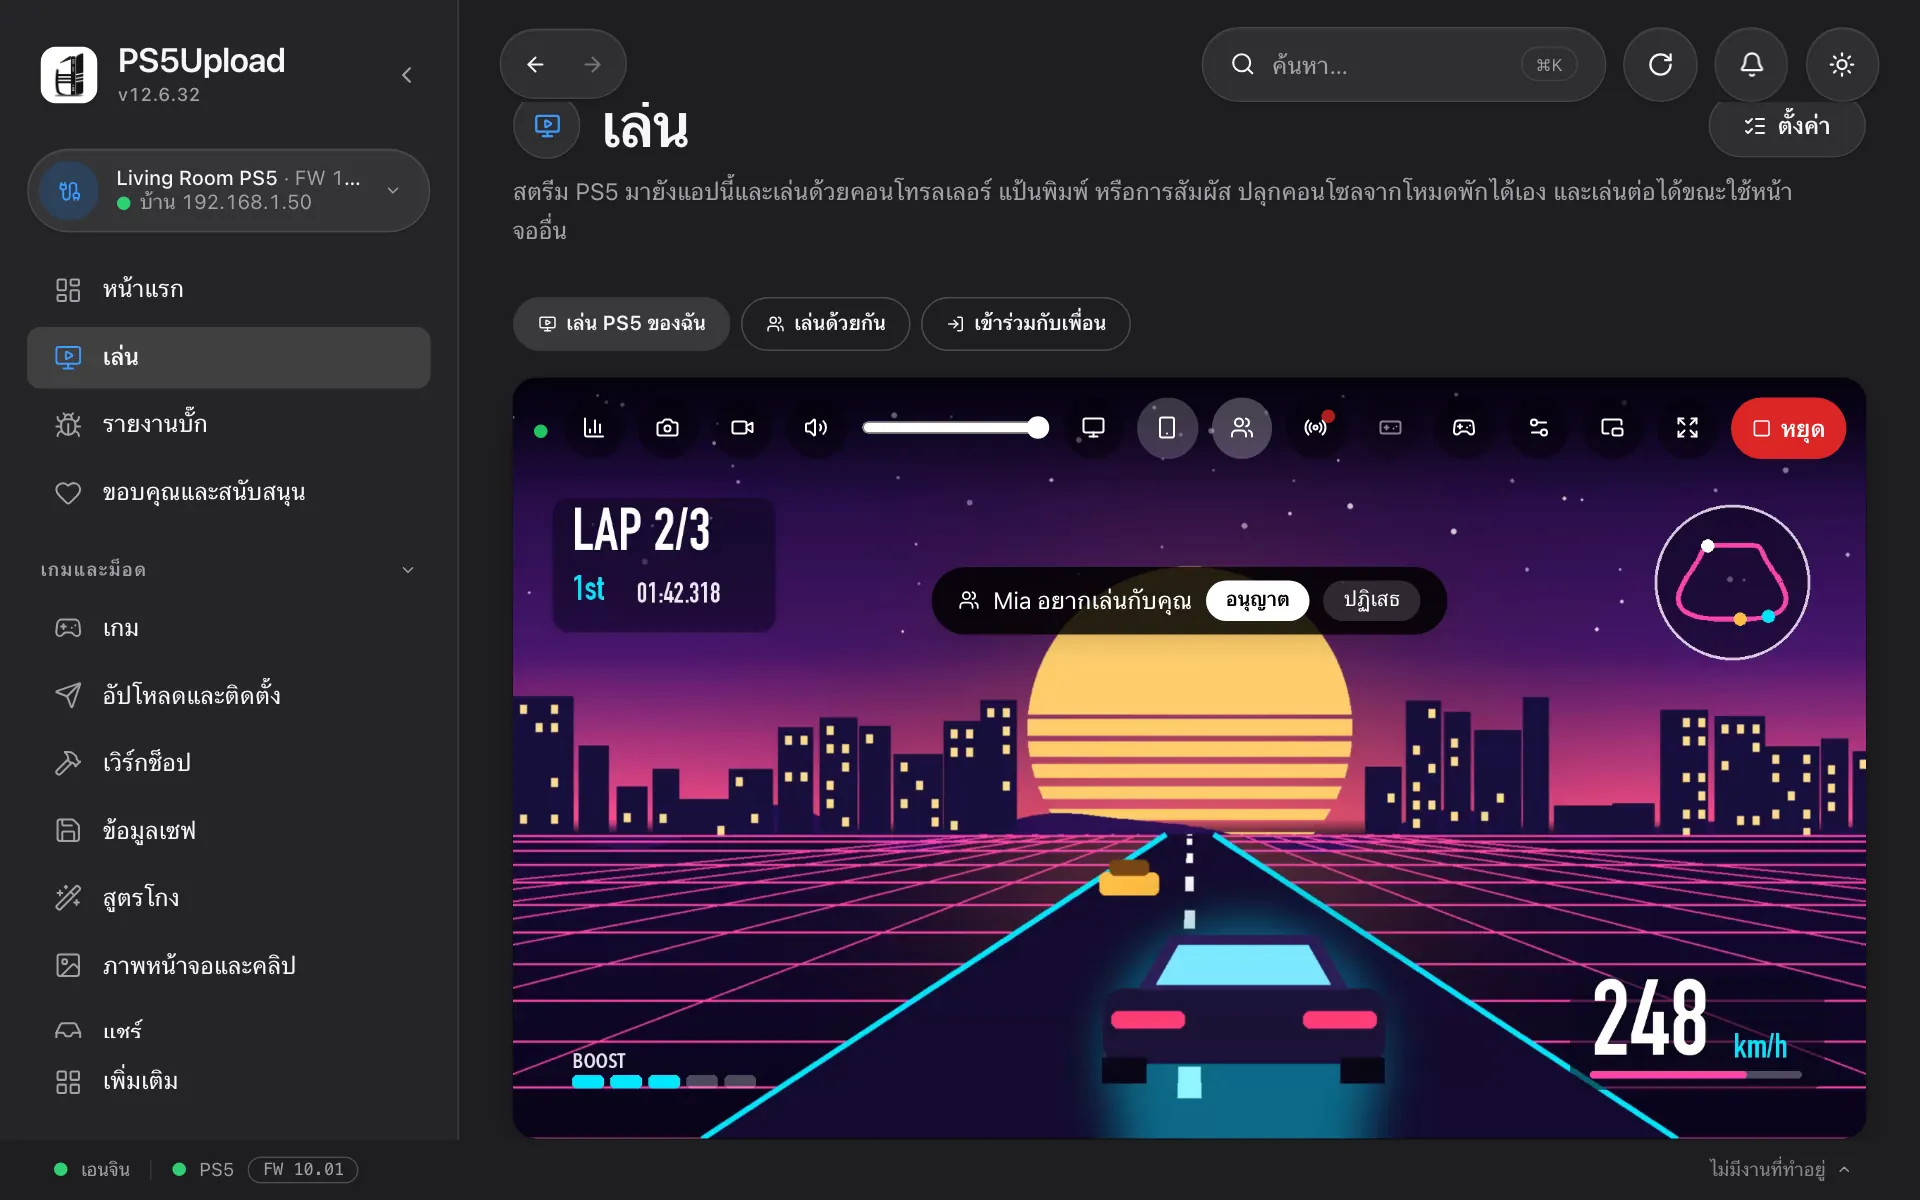 PS5Upload
v12.6.32
Living Room PS5 · FW 1...
บ้าน 192.168.1.50
หน้าแรก
เล่น
รายงานบั๊ก
ขอบคุณและสนับสนุน
เกมและม็อด
เกม
อัปโหลดและติดตั้ง
เวิร์กช็อป
ข้อมูลเซฟ
สูตรโกง
ภาพหน้าจอและคลิป
แชร์
เพิ่มเติม
ค้นหา...
⌘K
เล่น
ตั้งค่า
สตรีม PS5 มายังแอปนี้และเล่นด้วยคอนโทรลเลอร์ แป้นพิมพ์ หรือการสัมผัส ปลุกคอนโซลจากโหมดพักได้เอง และเล่นต่อได้ขณะใช้หน้า
จออื่น
เล่น PS5 ของฉัน
เล่นด้วยกัน
เข้าร่วมกับเพื่อน
หยุด
LAP 2/3
1st 01:42.318
Mia อยากเล่นกับคุณ
อนุญาต
ปฏิเสธ
BOOST
248 km/h
เอนจิน
PS5
FW 10.01
ไม่มีงานที่ทำอยู่